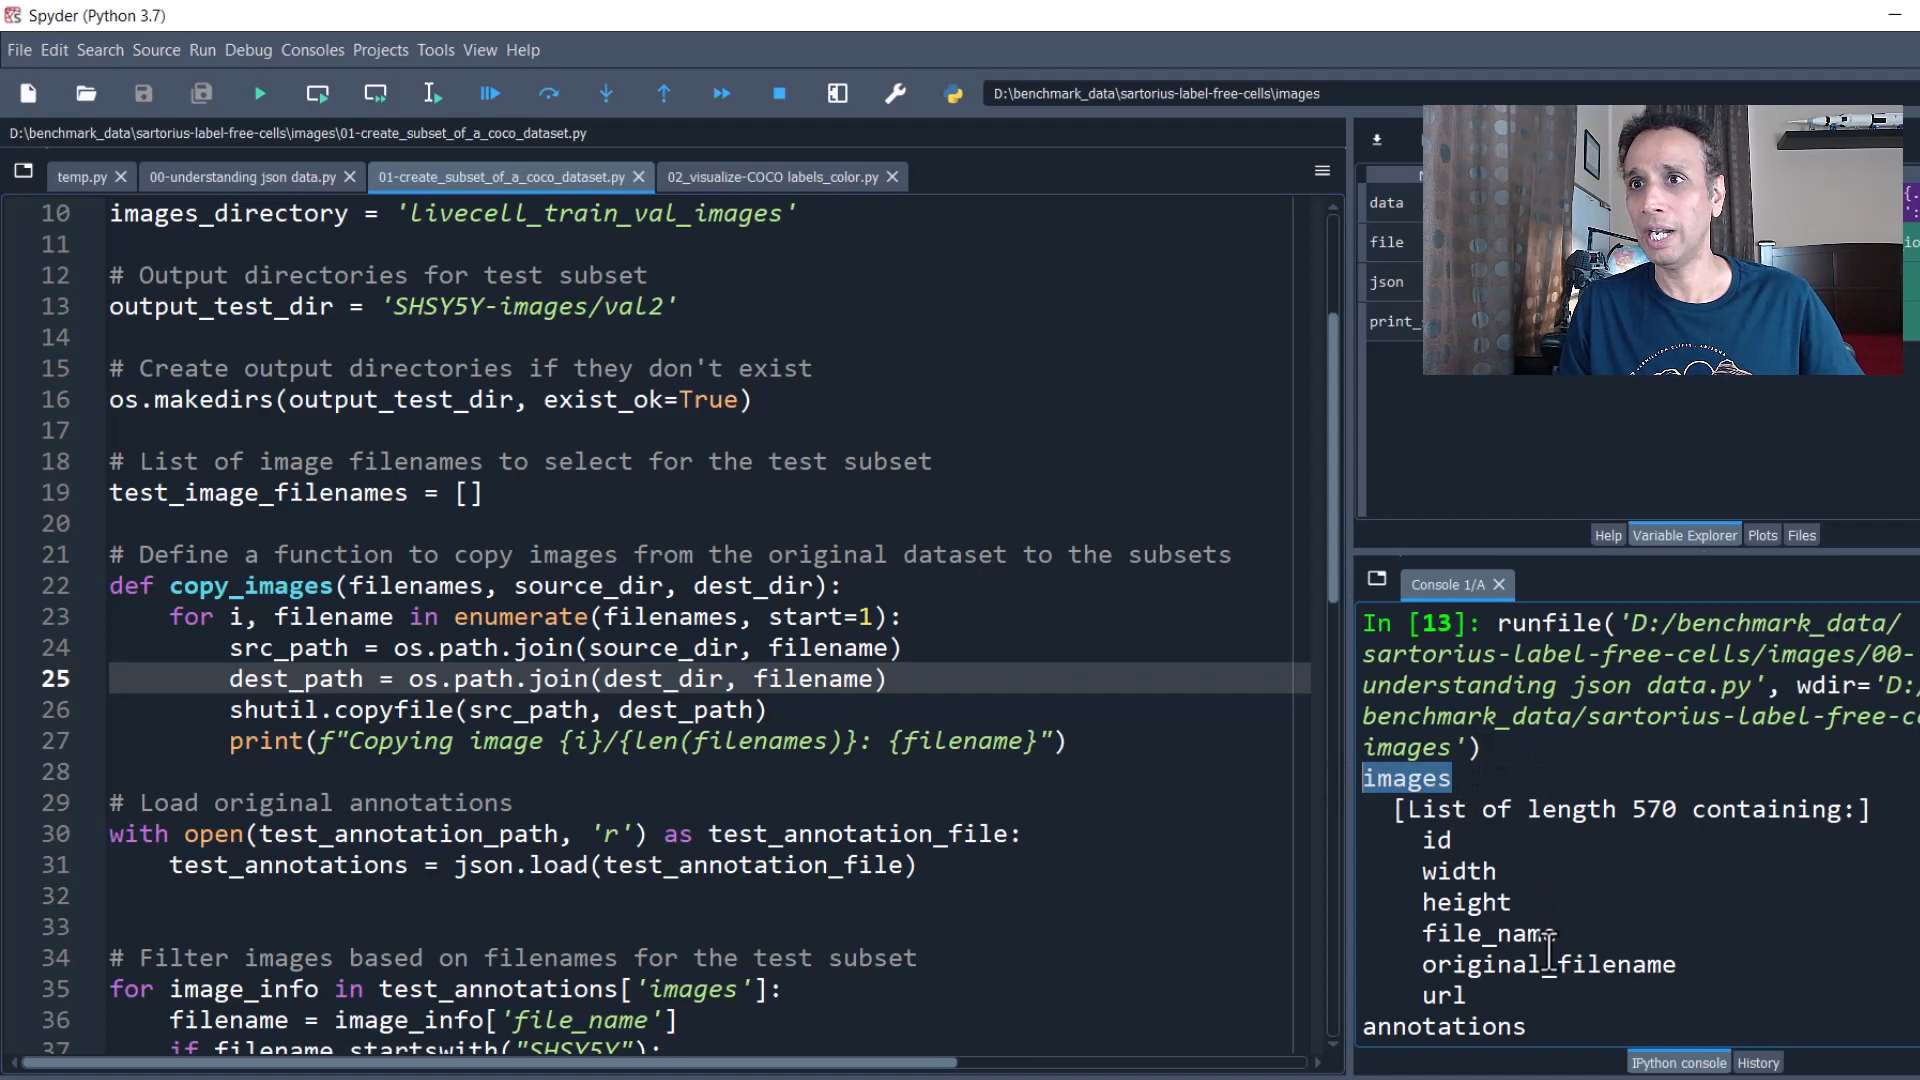 Spyder (Python 3.7)
File Edit Search Source Run Debug Consoles Projects Tools View Help
D:\benchmark_data\sartorius-label-free-cells\images
D:\benchmark_data\sartorius-label-free-cells\images\01-create_subset_of_a_coco_dataset.py
temp.py 00-understanding json data.py 01-create_subset_of_a_coco_dataset.py 02_visualize-COCO labels_color.py
10 images_directory = 'livecell_train_val_images'
11
12 # Output directories for test subset
13 output_test_dir = 'SHSY5Y-images/val2'
14
15 # Create output directories if they don't exist
16 os.makedirs(output_test_dir, exist_ok=True)
17
18 # List of image filenames to select for the test subset
19 test_image_filenames = []
20
21 # Define a function to copy images from the original dataset to the subsets
22 def copy_images(filenames, source_dir, dest_dir):
23 for i, filename in enumerate(filenames, start=1):
24 src_path = os.path.join(source_dir, filename)
25 dest_path = os.path.join(dest_dir, filename)
26 shutil.copyfile(src_path, dest_path)
27 print(f"Copying image {i}/{len(filenames)}: {filename}")
28
29 # Load original annotations
30 with open(test_annotation_path, 'r') as test_annotation_file:
31 test_annotations = json.load(test_annotation_file)
32
33
34 # Filter images based on filenames for the test subset
35 for image_info in test_annotations['images']:
36 filename = image_info['file_name']
37 if filename.startswith("SHSY5Y"):
data
file
json
print_
Help Variable Explorer Plots Files
Console 1/A
In [13]: runfile('D:/benchmark_data/
sartorius-label-free-cells/images/00-
understanding json data.py', wdir='D:/
benchmark_data/sartorius-label-free-ce
images')
images
[List of length 570 containing:]
id
width
height
file_name
original_filename
url
annotations
IPython console History